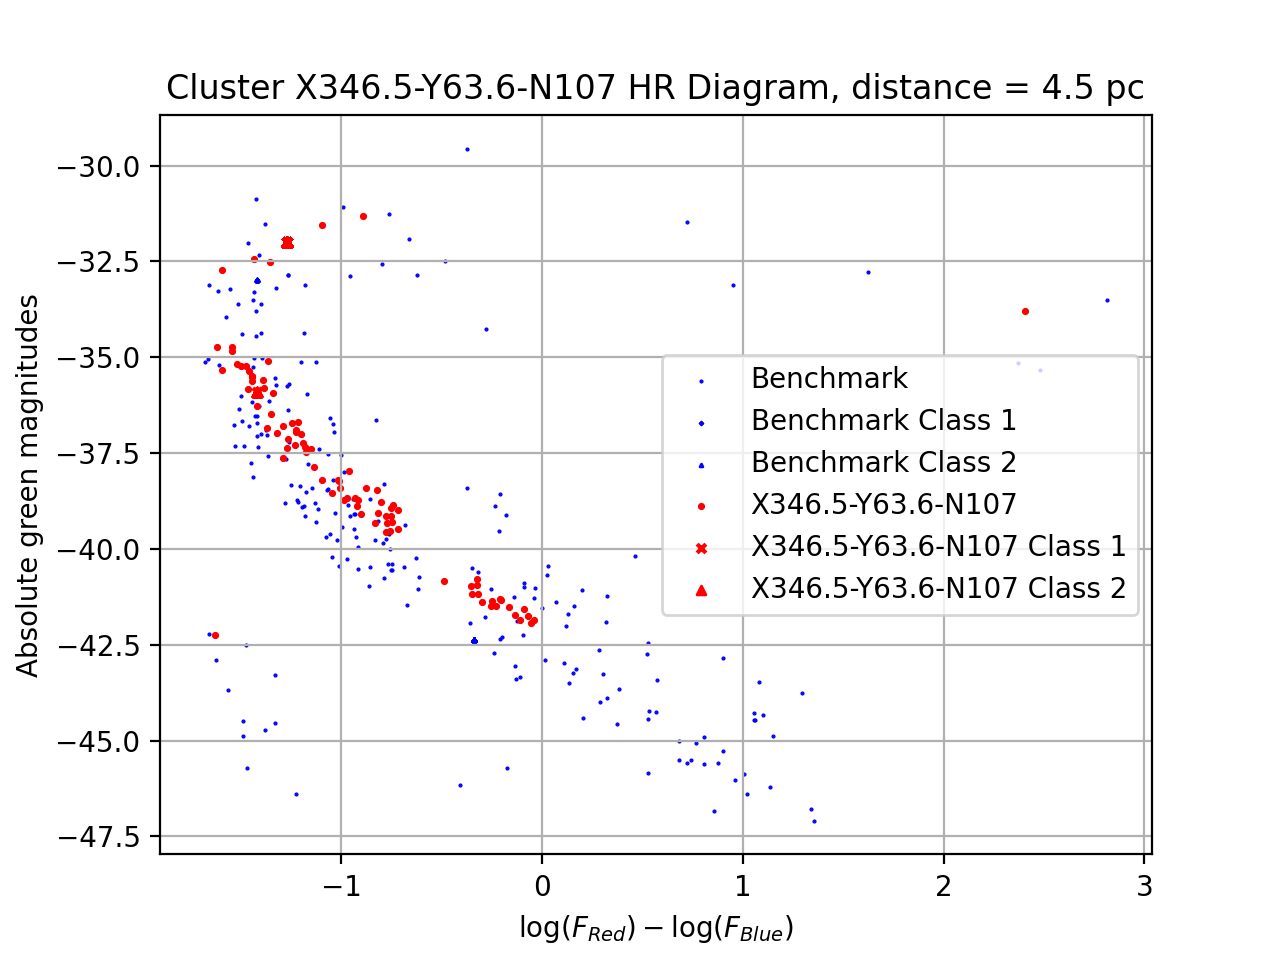 Cluster X346.5-Y63.6-N107 HR Diagram, distance = 4.5 pc
−30.0
−32.5
−35.0
−37.5
−40.0
−42.5
−45.0
−47.5
Absolute green magnitudes
Benchmark
Benchmark Class 1
Benchmark Class 2
X346.5-Y63.6-N107
X346.5-Y63.6-N107 Class 1
X346.5-Y63.6-N107 Class 2
−1 0 1 2 3
log(F_Red) − log(F_Blue)